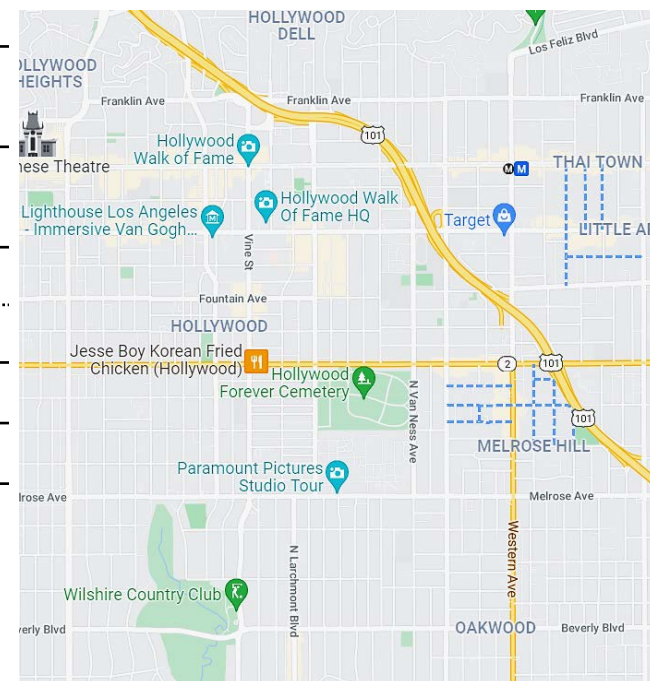 HOLLYWOOD
DELL
Los Feliz Blvd
OLLYWOOD
HEIGHTS
Franklin Ave
Franklin Ave
Franklin Ave
101
Hollywood
Walk of Fame
nese Theatre
M M
THAI TOWN
Hollywood Walk
Of Fame HQ
Lighthouse Los Angeles
- Immersive Van Gogh...
Target
LITTLE AR
Vine St
Fountain Ave
HOLLYWOOD
Jesse Boy Korean Fried
Chicken (Hollywood)
2
101
Hollywood
Forever Cemetery
N Van Ness Ave
101
MELROSE HILL
Paramount Pictures
Studio Tour
lrose Ave
Melrose Ave
Western Ave
N Larchmont Blvd
Wilshire Country Club
verly Blvd
OAKWOOD
Beverly Blvd